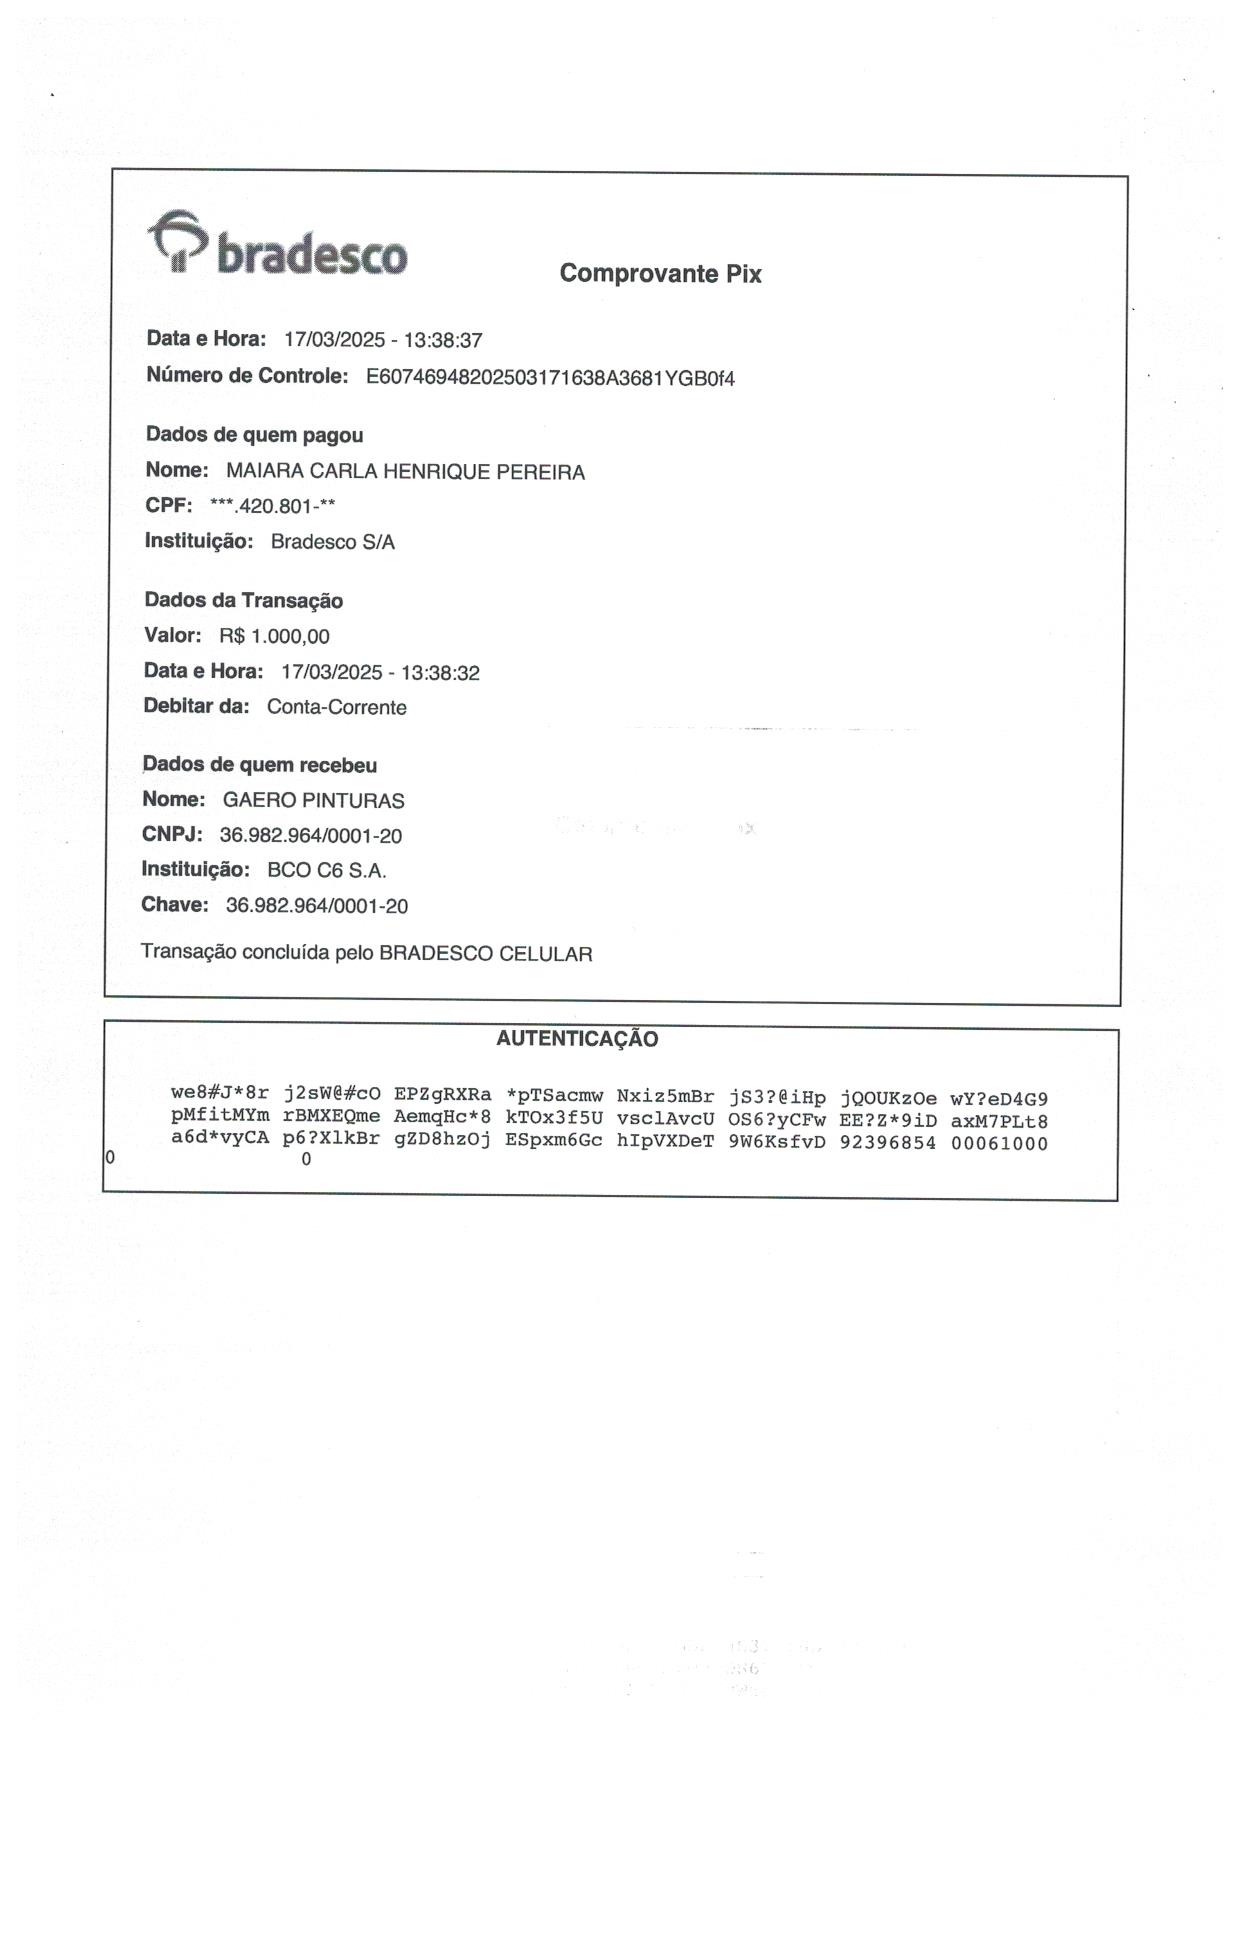 bradesco
Comprovante Pix
Data e Hora: 17/03/2025 - 13:38:37
Número de Controle: E60746948202503171638A3681YGB0f4
Dados de quem pagou
Nome: MAIARA CARLA HENRIQUE PEREIRA
CPF: ***.420.801-**
Instituição: Bradesco S/A
Dados da Transação
Valor: R$ 1.000,00
Data e Hora: 17/03/2025 - 13:38:32
Debitar da: Conta-Corrente
Dados de quem recebeu
Nome: GAERO PINTURAS
CNPJ: 36.982.964/0001-20
Instituição: BCO C6 S.A.
Chave: 36.982.964/0001-20
Transação concluída pelo BRADESCO CELULAR
AUTENTICAÇÃO
we8#J*8r j2sW@#cO EPZgRXRa *pTSacmw Nxiz5mBr jS3?@iHp jQOUKzOe wY?eD4G9
pMfitMYm rBMXEQme AemqHc*8 kTOx3f5U vsclAvcU OS6?yCFw EE?Z*9iD axM7PLt8
a6d*vyCA p6?XlkBr gZD8hzOj ESpxm6Gc hIpVXDeT 9W6KsfvD 92396854 00061000
0 0